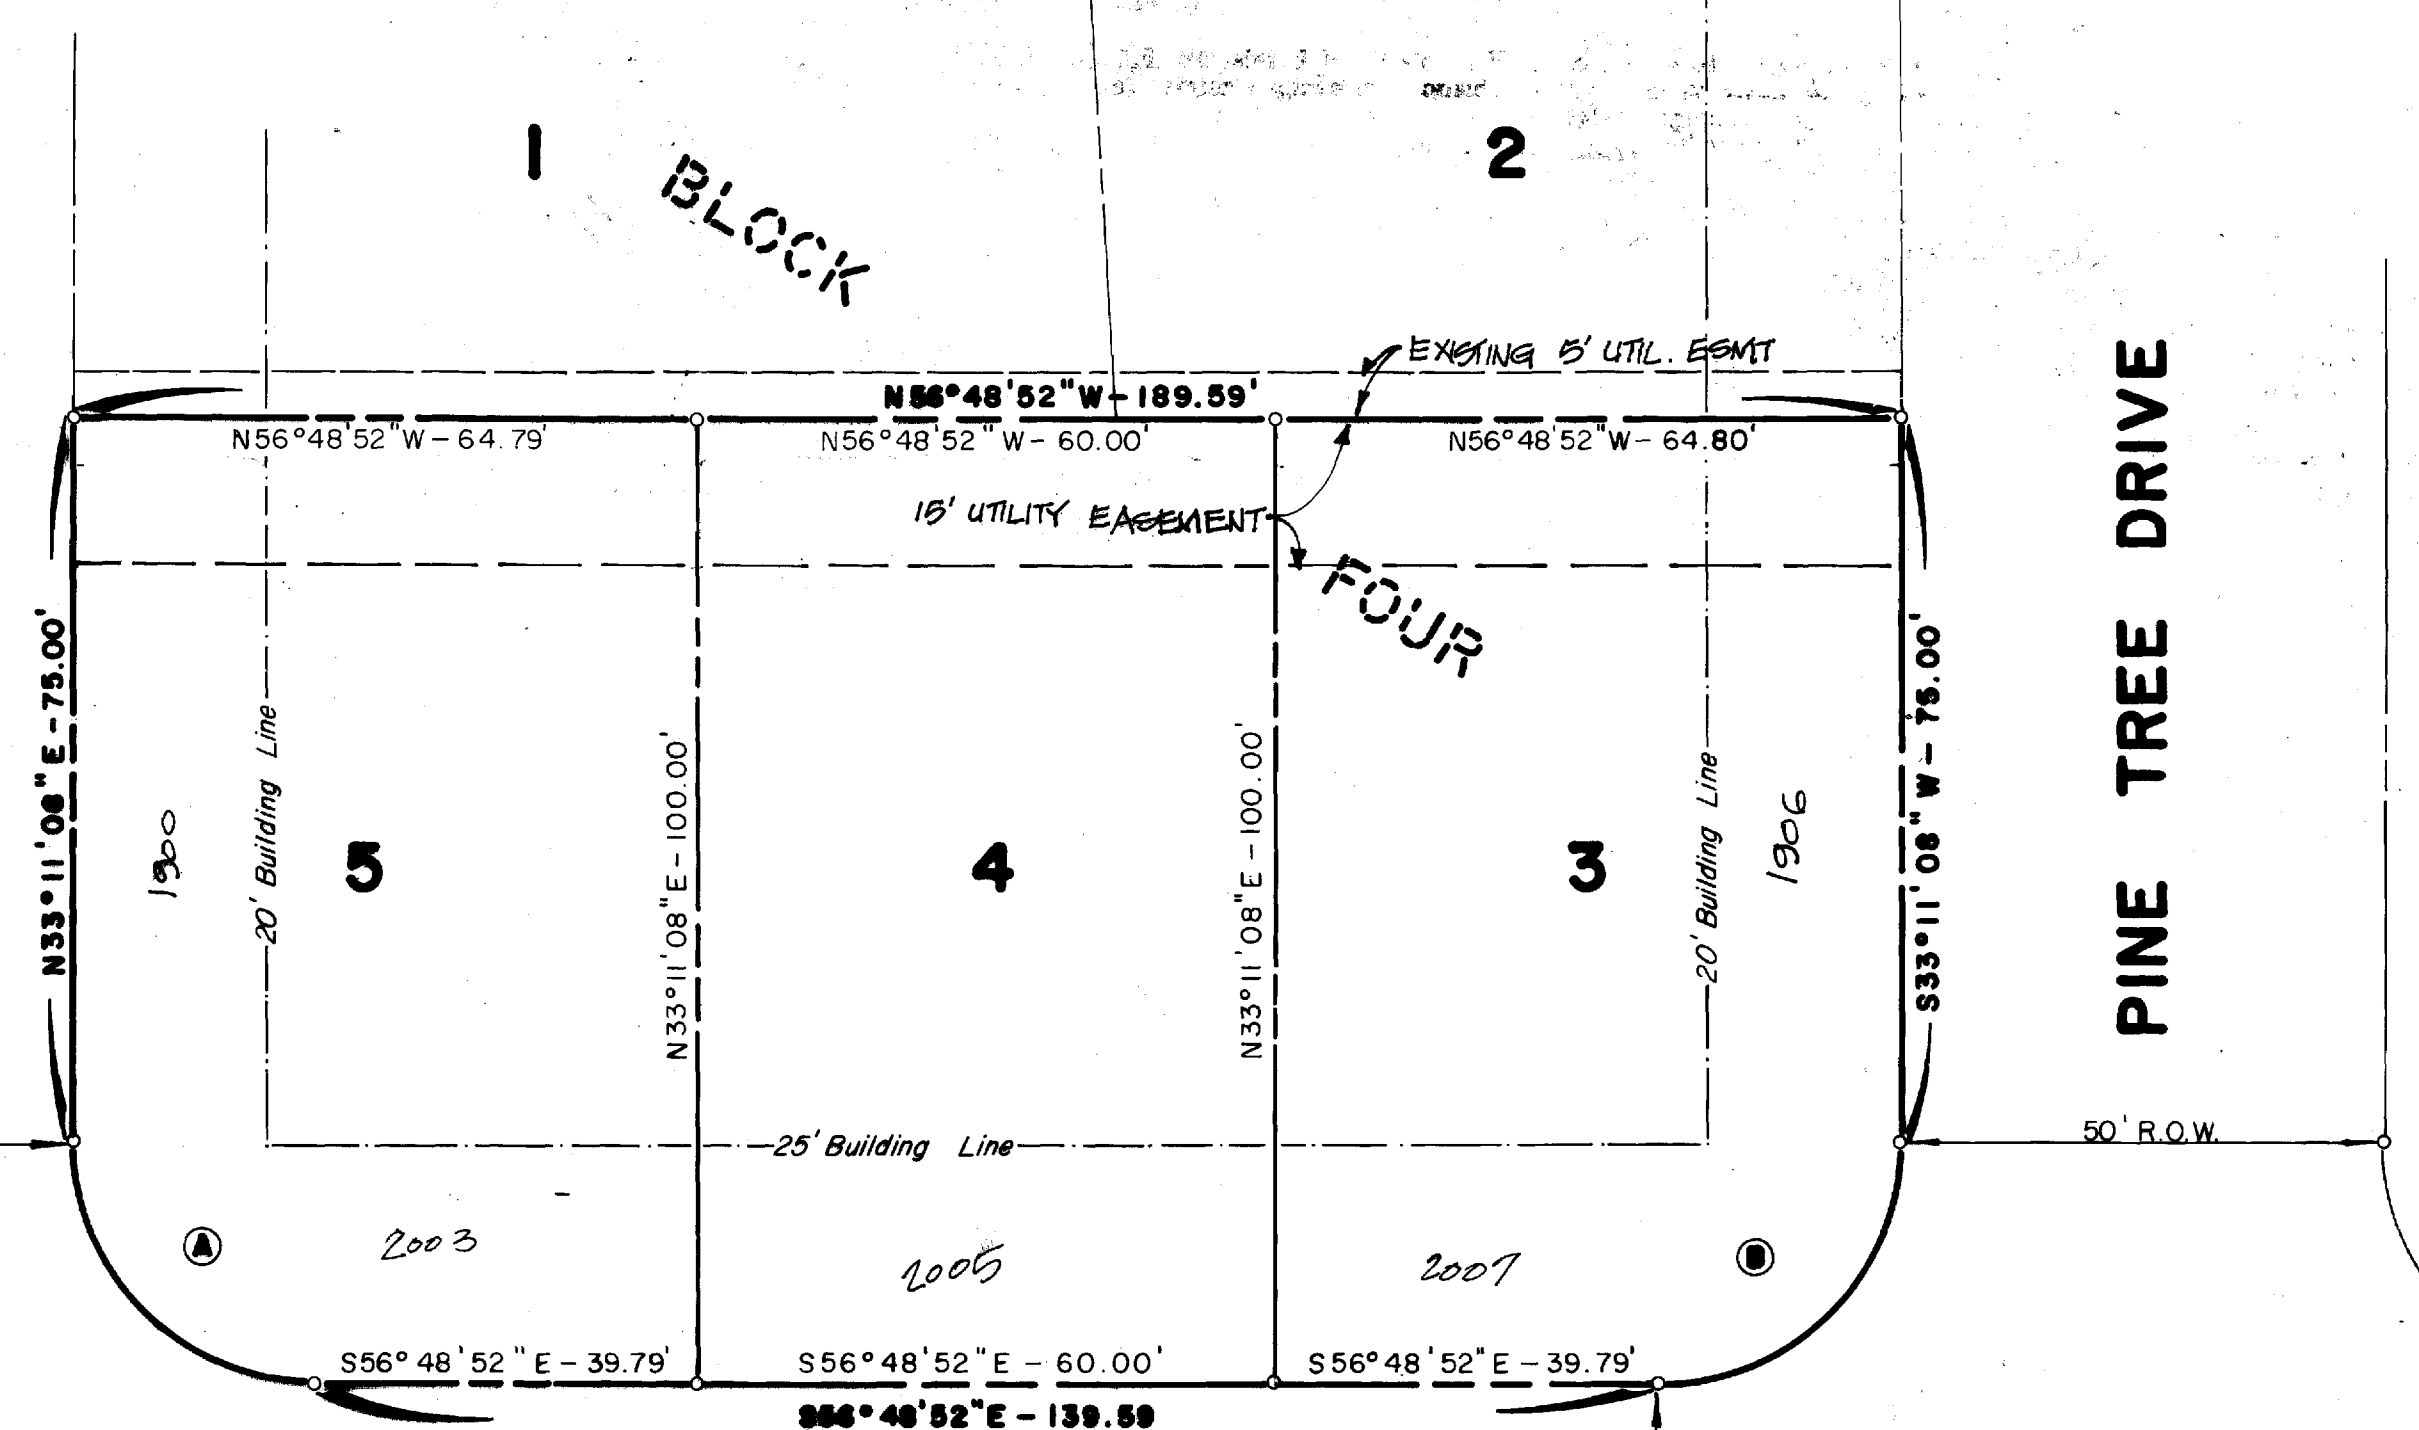 1
2
BLOCK
EXISTING 5' UTIL. ESMT
N56°48'52"W-189.59'
N56°48'52"W-64.79'
N56°48'52"W-60.00'
N56°48'52"W-64.80'
15' UTILITY EASEMENT
FOUR
N33°11'08"E-75.00'
1900
20' Building Line
5
N33°11'08"E-100.00'
4
N33°11'08"E-100.00'
3
20' Building Line
1906
S33°11'08"W-75.00'
PINE TREE DRIVE
50' R.O.W.
25' Building Line
A
2003
2005
2007
B
S56°48'52"E-39.79'
S56°48'52"E-60.00'
S56°48'52"E-39.79'
S56°48'52"E-139.59